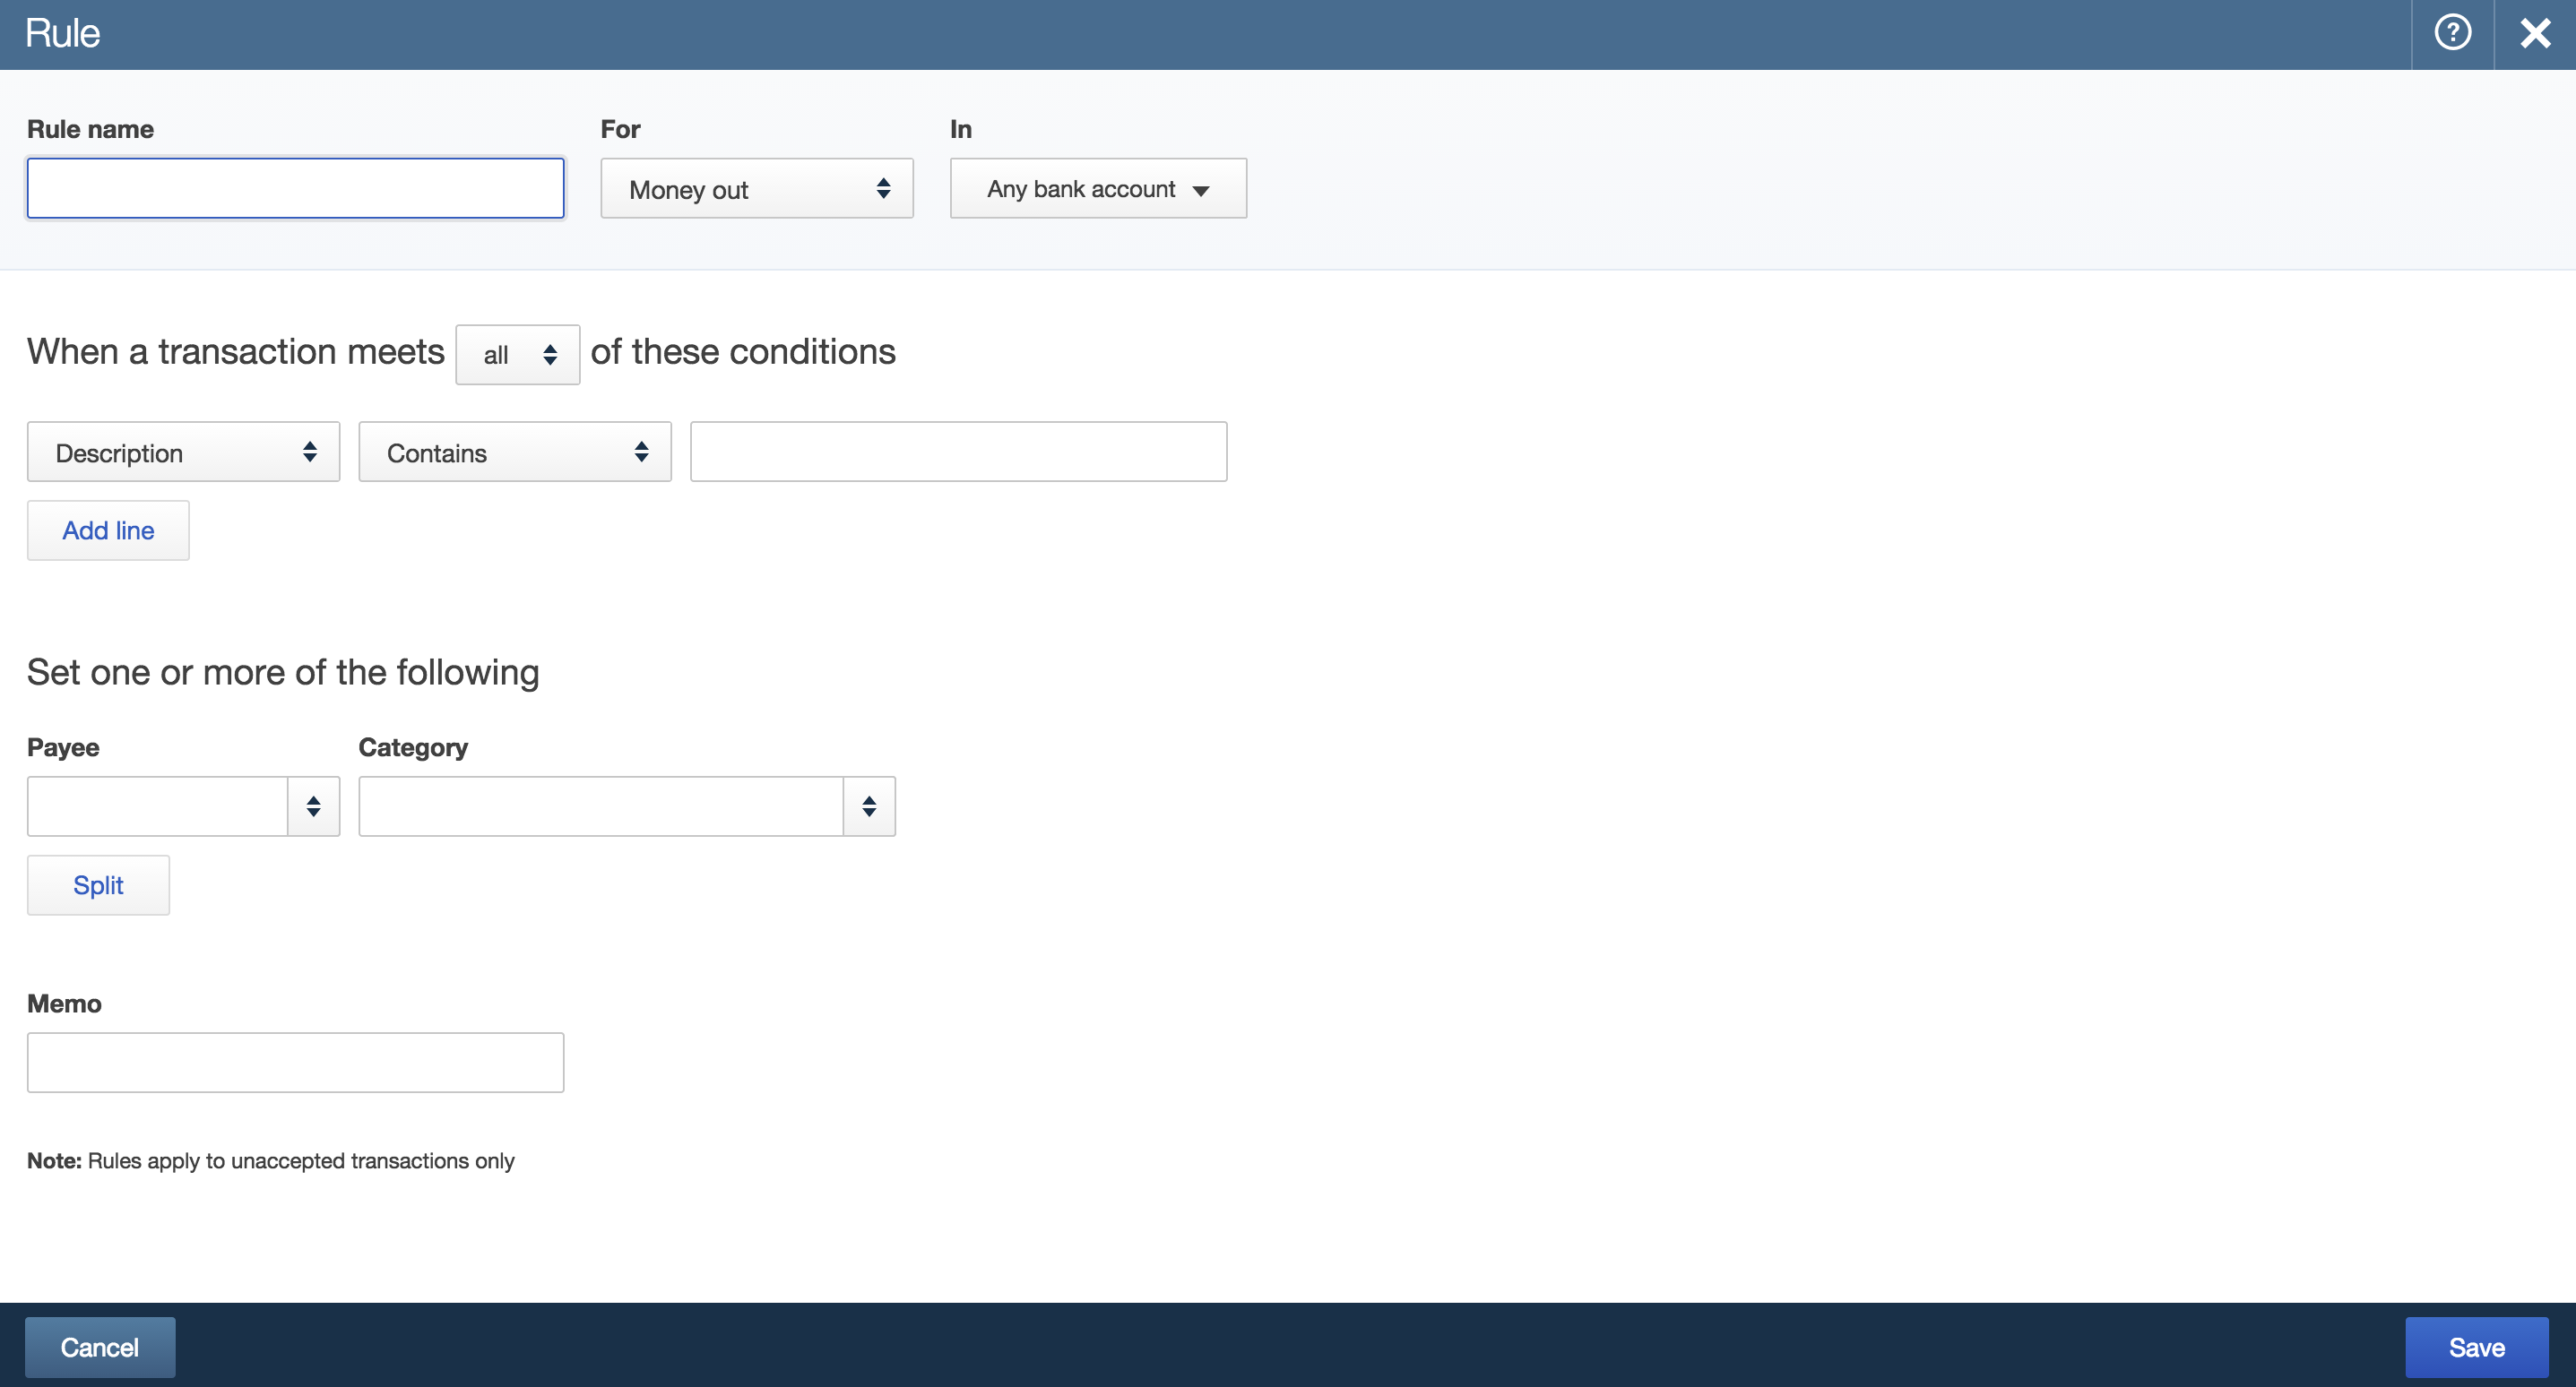 Rule
?
Rule name
For
In
Money out
Any bank account
When a transaction meets all of these conditions
Description
Contains
Add line
Set one or more of the following
Payee
Category
Split
Memo
Note: Rules apply to unaccepted transactions only
Cancel
Save